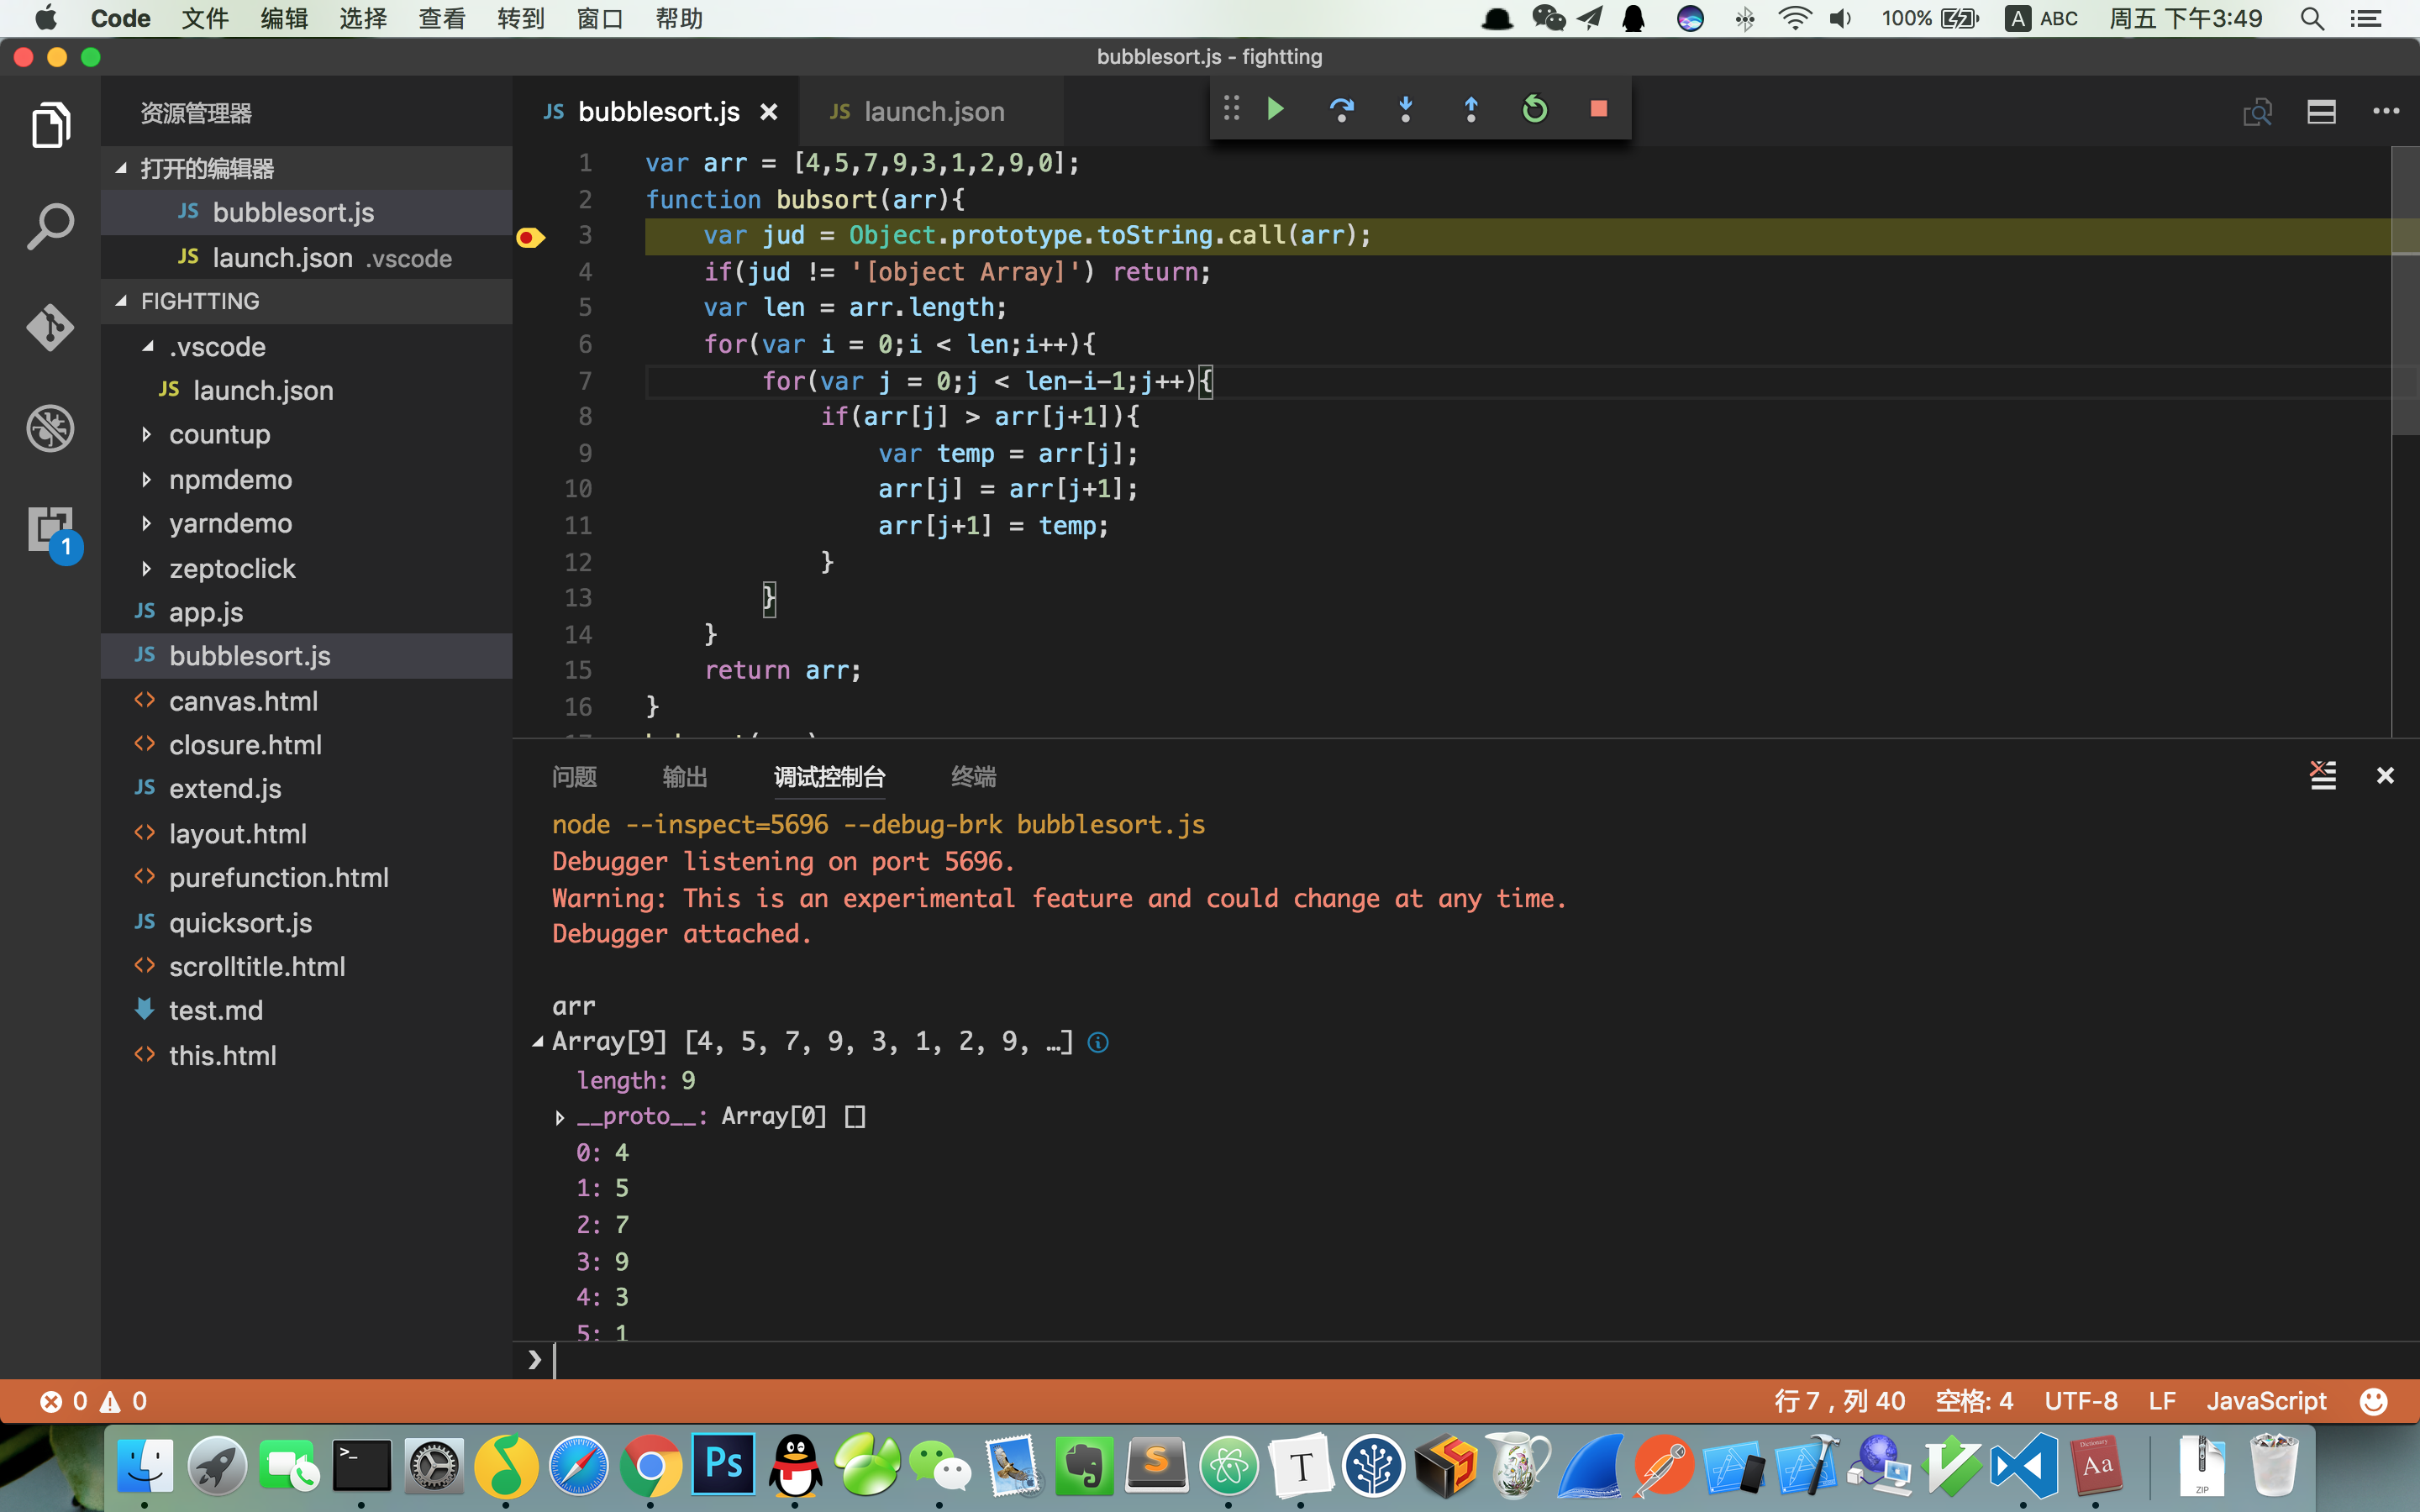 Code 文件 编辑 选择 查看 转到 窗口 帮助 100% A ABC 周五 下午3:49
bubblesort.js - fightting
资源管理器
打开的编辑器
JS bubblesort.js
JS launch.json .vscode
FIGHTTING
.vscode
JS launch.json
countup
npmdemo
yarndemo
zeptoclick
JS app.js
JS bubblesort.js
<> canvas.html
<> closure.html
JS extend.js
<> layout.html
<> purefunction.html
JS quicksort.js
<> scrolltitle.html
test.md
<> this.html
1
JS bubblesort.js JS launch.json
1 var arr = [4,5,7,9,3,1,2,9,0];
2 function bubsort(arr){
3 var jud = Object.prototype.toString.call(arr);
4 if(jud != '[object Array]') return;
5 var len = arr.length;
6 for(var i = 0;i < len;i++){
7 for(var j = 0;j < len-i-1;j++){
8 if(arr[j] > arr[j+1]){
9 var temp = arr[j];
10 arr[j] = arr[j+1];
11 arr[j+1] = temp;
12 }
13 }
14 }
15 return arr;
16 }
问题 输出 调试控制台 终端
node --inspect=5696 --debug-brk bubblesort.js
Debugger listening on port 5696.
Warning: This is an experimental feature and could change at any time.
Debugger attached.
arr
Array[9] [4, 5, 7, 9, 3, 1, 2, 9, …]
length: 9
__proto__: Array[0] []
0: 4
1: 5
2: 7
3: 9
4: 3
5: 1
0 0 行 7，列 40 空格: 4 UTF-8 LF JavaScript
>_ Ps S T Dictionary Aa ZIP